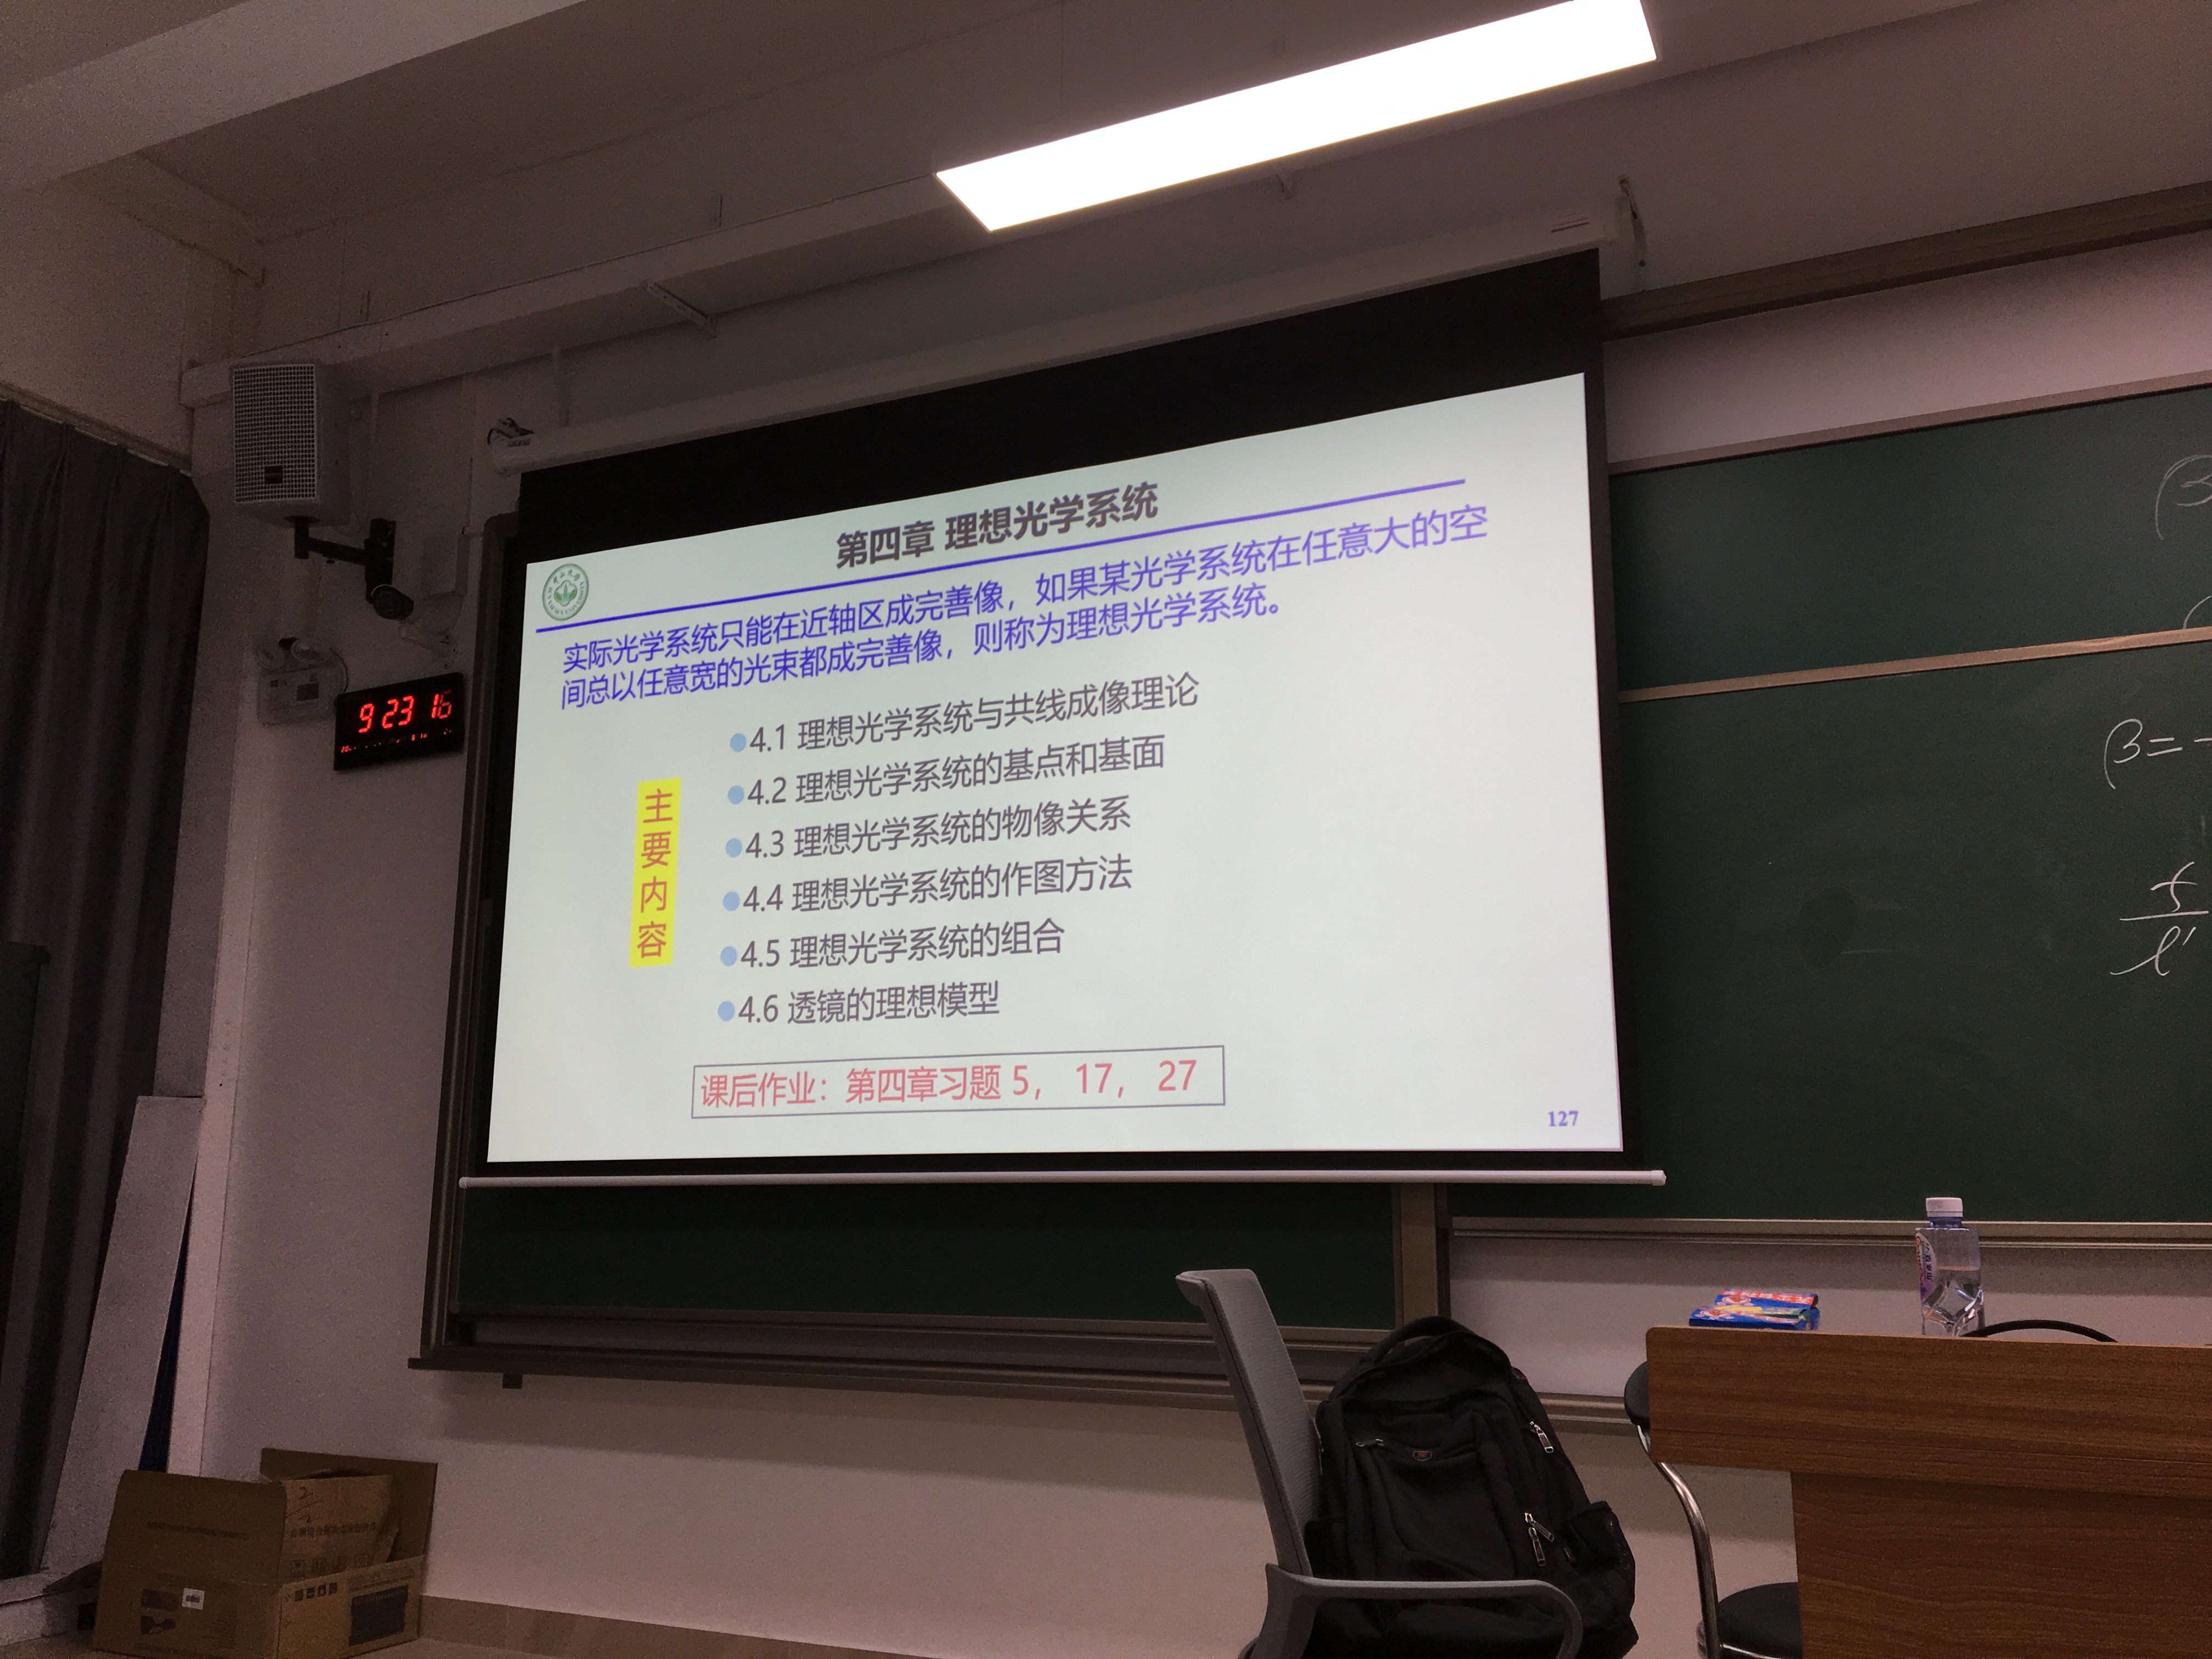 第四章 理想光学系统
实际光学系统只能在近轴区成完善像，如果某光学系统在任意大的空
间总以任意宽的光束都成完善像，则称为理想光学系统。
主要内容
4.1 理想光学系统与共线成像理论
4.2 理想光学系统的基点和基面
4.3 理想光学系统的物像关系
4.4 理想光学系统的作图方法
4.5 理想光学系统的组合
4.6 透镜的理想模型
课后作业：第四章习题 5， 17， 27
127
9 23 16
β=-
f
l'